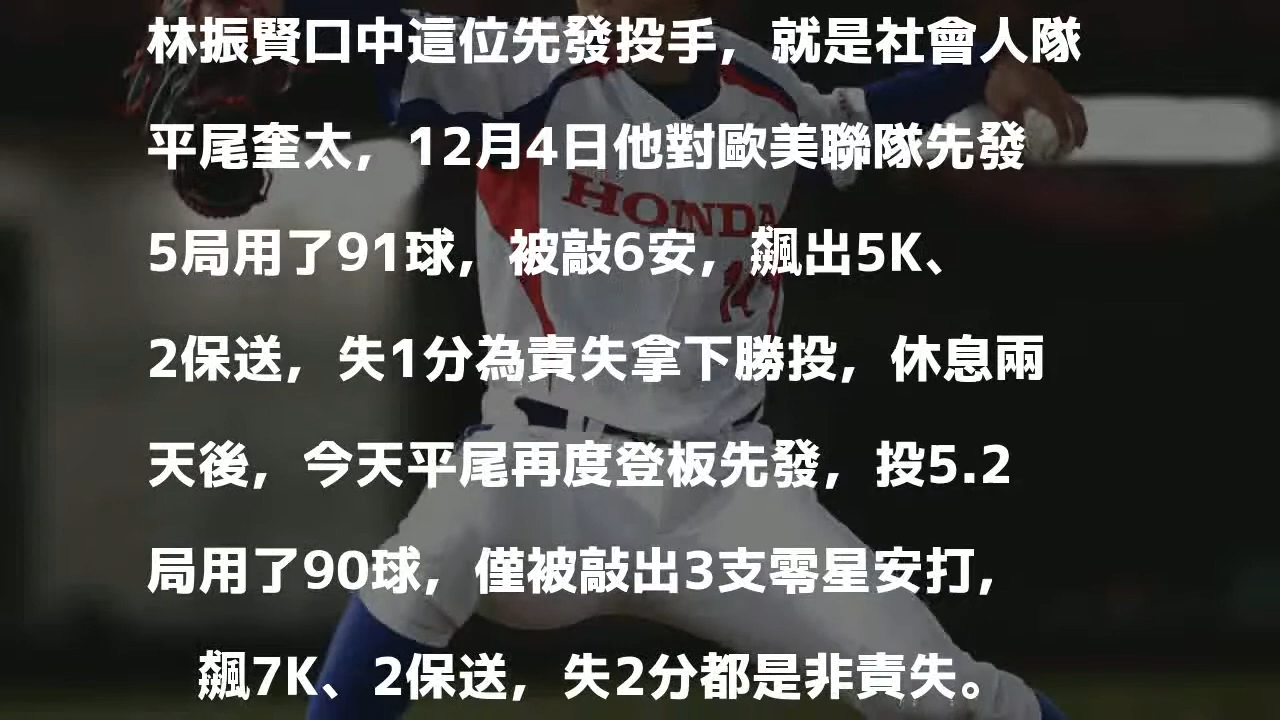 林振賢口中這位先發投手，就是社會人隊
平尾奎太，12月4日他對歐美聯隊先發
HONDA
5局用了91球，被敲6安，飆出5K、
2保送，失1分為責失拿下勝投，休息兩
天後，今天平尾再度登板先發，投5.2
局用了90球，僅被敲出3支零星安打，
飆7K、2保送，失2分都是非責失。